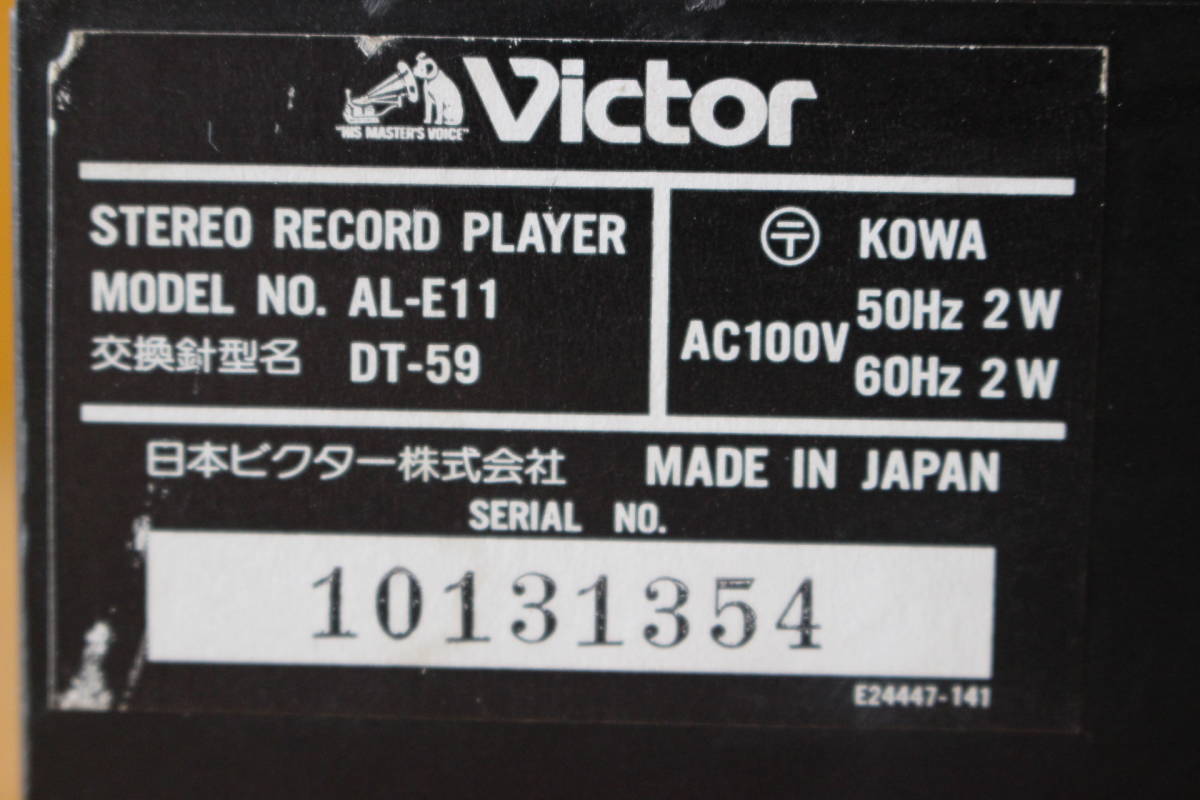 "HIS MASTER'S VOICE" Victor
STEREO RECORD PLAYER
MODEL NO. AL-E11
交換針型名 DT-59
〒 KOWA
AC100V 50Hz 2W
60Hz 2W
日本ビクター株式会社 MADE IN JAPAN
SERIAL NO.
10131354
E24447-141